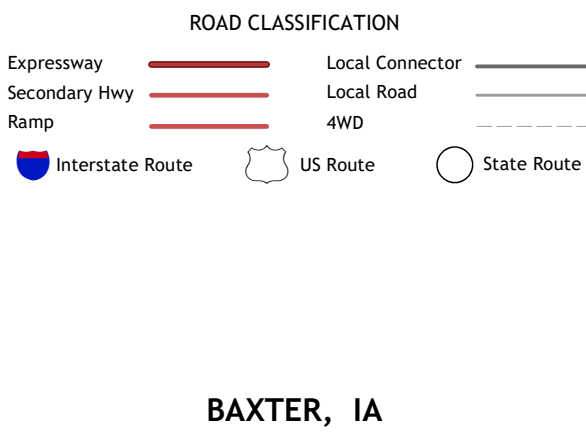 ROAD CLASSIFICATION
Expressway
Local Connector
Secondary Hwy
Local Road
Ramp
4WD
Interstate Route
US Route
State Route
BAXTER, IA